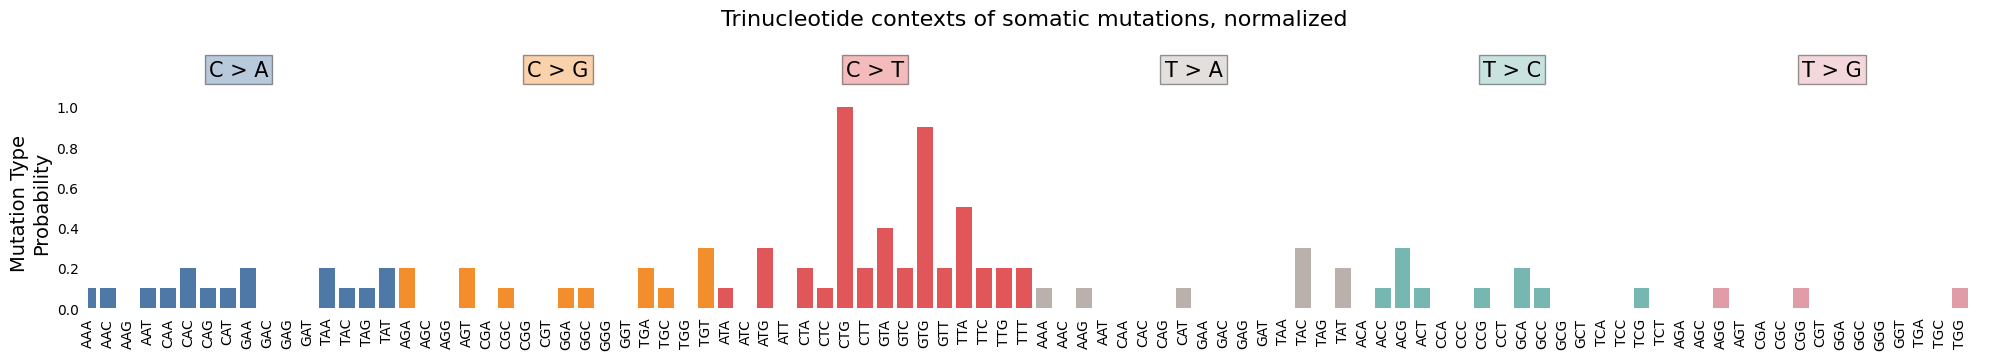 Trinucleotide contexts of somatic mutations, normalized
C > A
C > G
C > T
T > A
T > C
T > G
Mutation Type
Probability
1.0
0.8
0.6
0.4
0.2
0.0
AAA
AAC
AAG
AAT
CAA
CAC
CAG
CAT
GAA
GAC
GAG
GAT
TAA
TAC
TAG
TAT
AGA
AGC
AGG
AGT
CGA
CGC
CGG
CGT
GGA
GGC
GGG
GGT
TGA
TGC
TGG
TGT
ATA
ATC
ATG
ATT
CTA
CTC
CTG
CTT
GTA
GTC
GTG
GTT
TTA
TTC
TTG
TTT
AAA
AAC
AAG
AAT
CAA
CAC
CAG
CAT
GAA
GAC
GAG
GAT
TAA
TAC
TAG
TAT
ACA
ACC
ACG
ACT
CCA
CCC
CCG
CCT
GCA
GCC
GCG
GCT
TCA
TCC
TCG
TCT
AGA
AGC
AGG
AGT
CGA
CGC
CGG
CGT
GGA
GGC
GGG
GGT
TGA
TGC
TGG